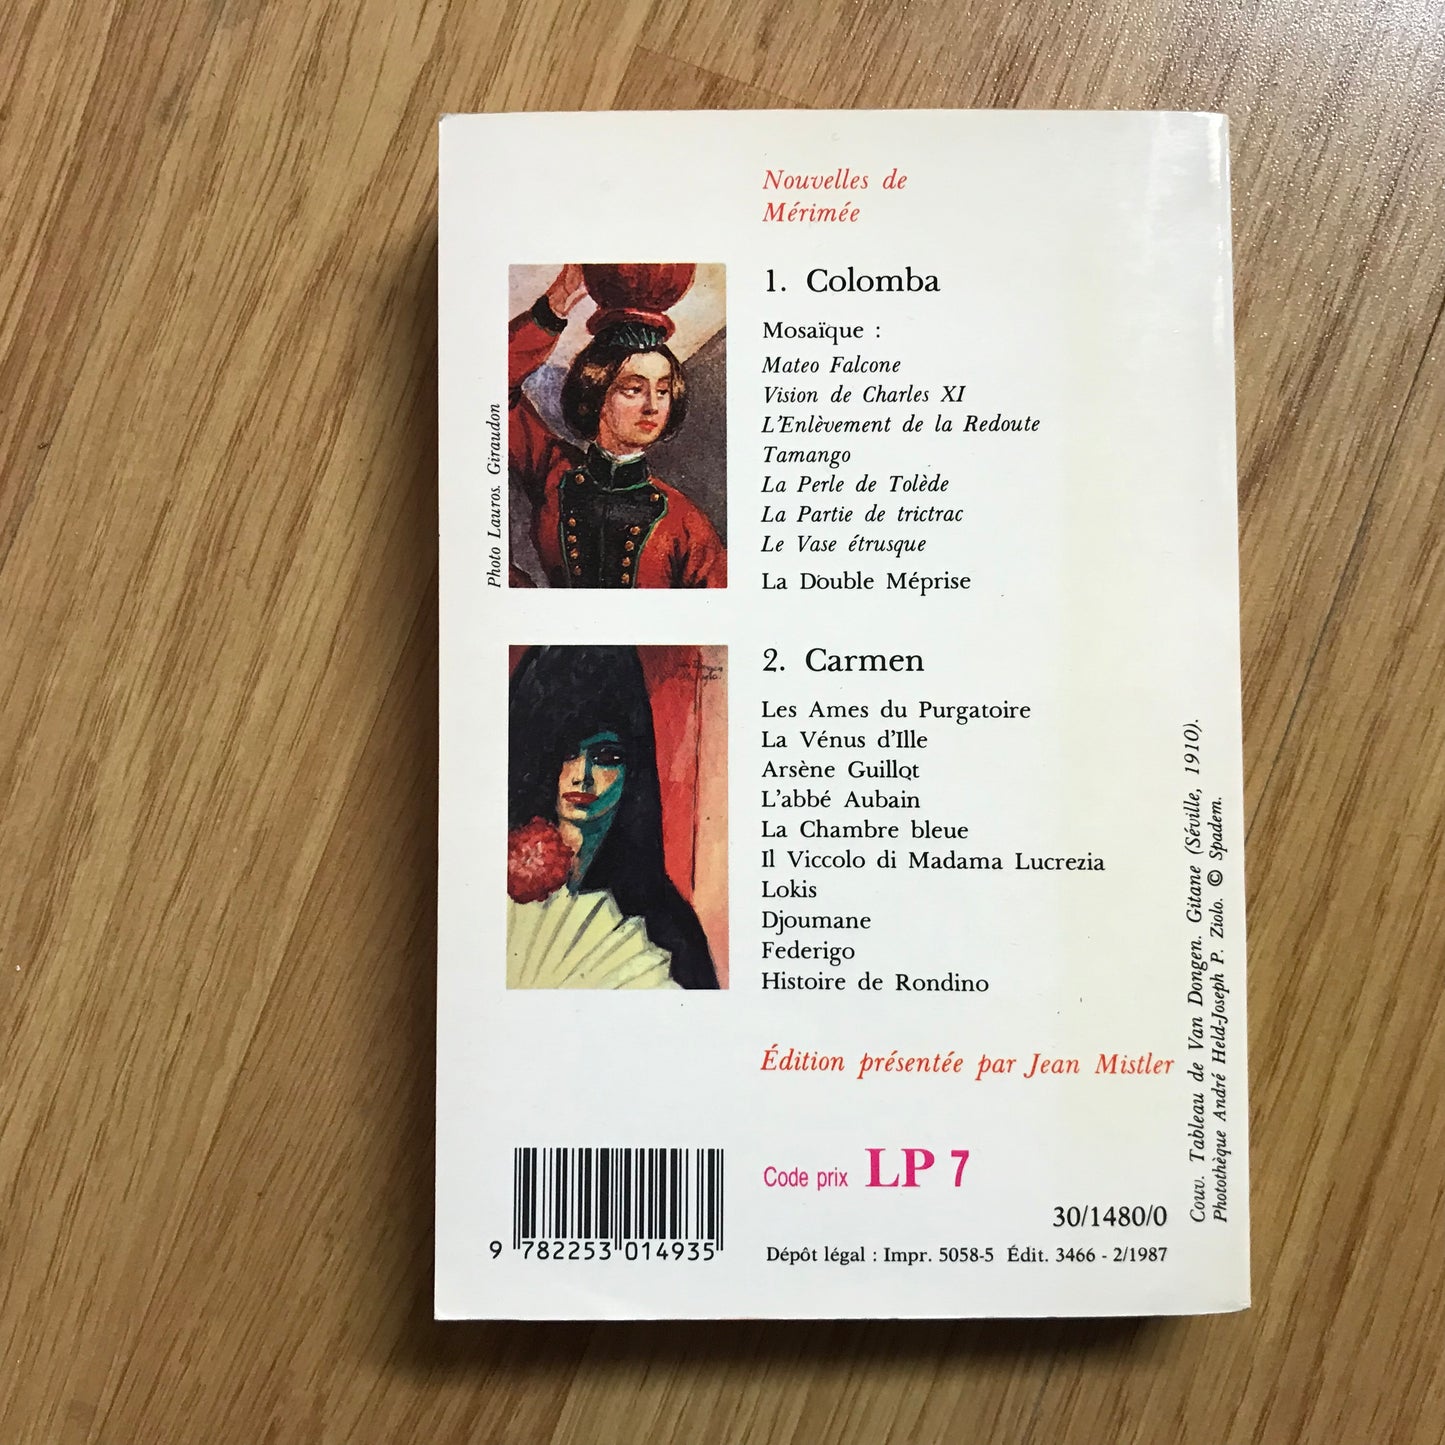 Nouvelles de
Mérimée
1. Colomba
Mosaïque :
Mateo Falcone
Vision de Charles XI
L'Enlèvement de la Redoute
Tamango
La Perle de Tolède
La Partie de trictrac
Le Vase étrusque
La Double Méprise
Photo Lauros. Giraudon
2. Carmen
Les Ames du Purgatoire
La Vénus d'Ille
Arsène Guillot
L'abbé Aubain
La Chambre bleue
Il Viccolo di Madama Lucrezia
Lokis
Djoumane
Federigo
Histoire de Rondino
Édition présentée par Jean Mistler
Couv. Tableau de Van Dongen. Gitane (Séville, 1910).
Photothèque André Held-Joseph P. Ziolo. © Spadem.
Code prix LP 7
30/1480/0
9 782253 014935
Dépôt légal : Impr. 5058-5 Édit. 3466 - 2/1987